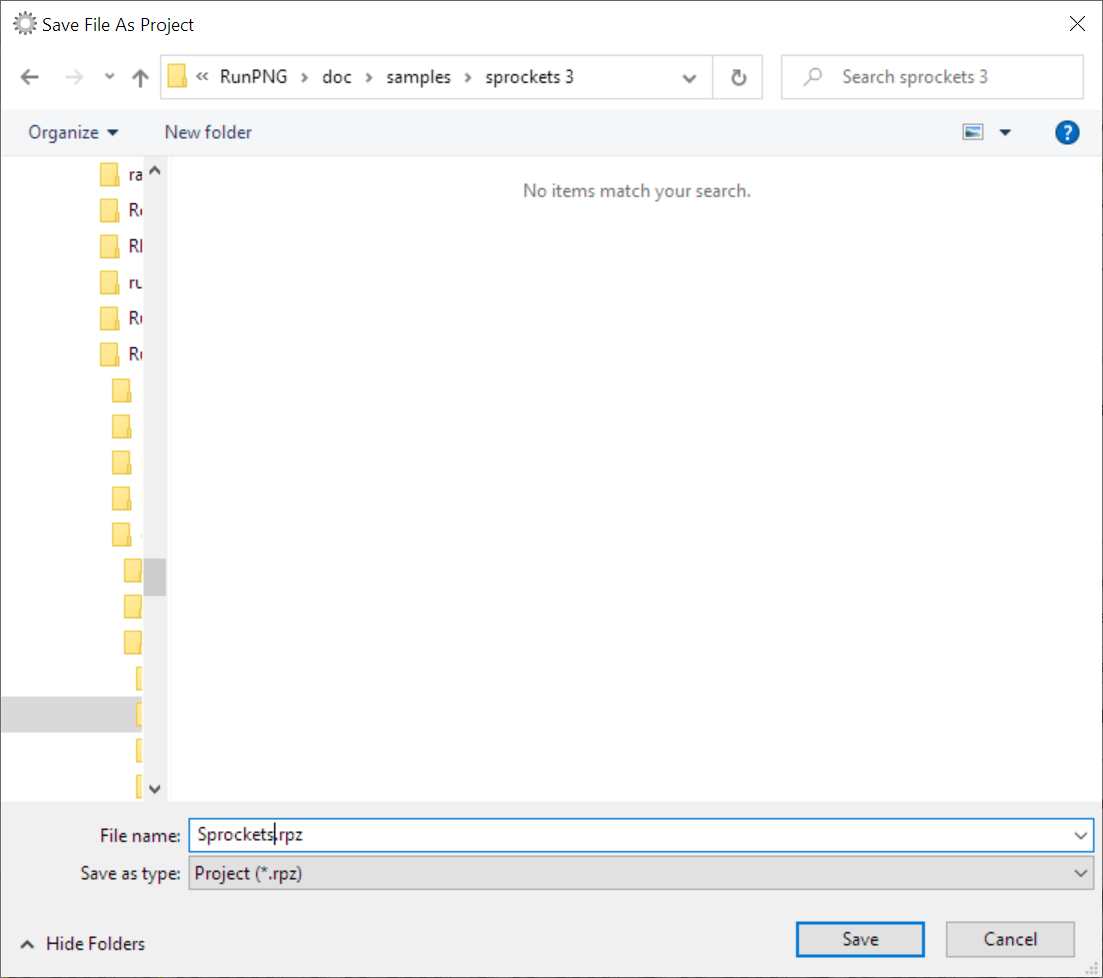 Save File As Project
« RunPNG > doc > samples > sprockets 3
Search sprockets 3
Organize
New folder
?
No items match your search.
ra
ru
File name: Sprockets.rpz
Save as type: Project (*.rpz)
Hide Folders
Save
Cancel